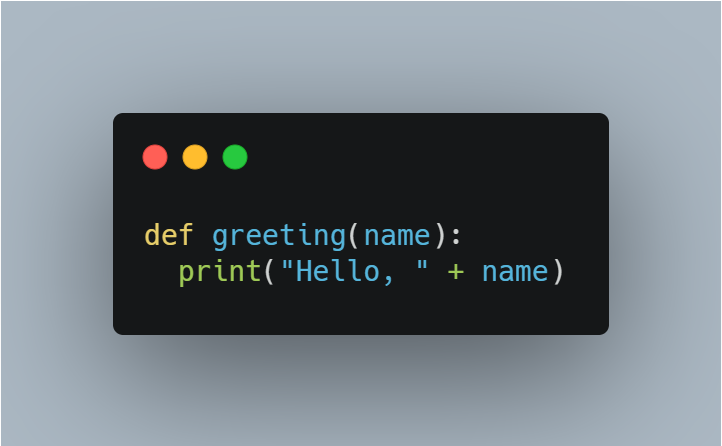 def greeting(name):
  print("Hello, " + name)